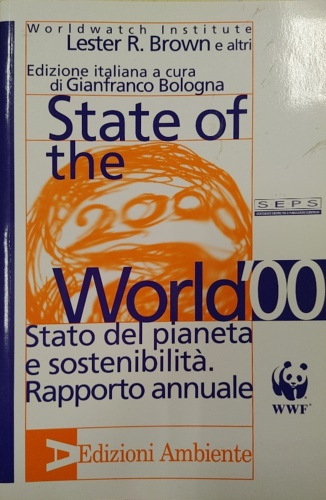 Worldwatch Institute
Lester R. Brown e altri
Edizione italiana a cura
di Gianfranco Bologna
State of
the
2000
SEPS
World'00
Stato del pianeta
e sostenibilità.
Rapporto annuale
WWF
A Edizioni Ambiente